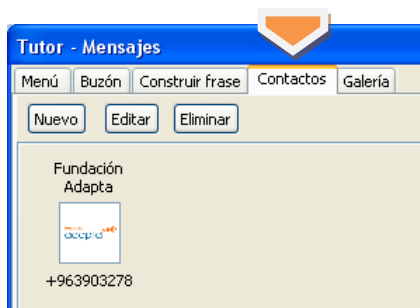 Tutor - Mensajes
Menú Buzón Construir frase Contactos Galería
Nuevo Editar Eliminar
Fundación
Adapta
+963903278